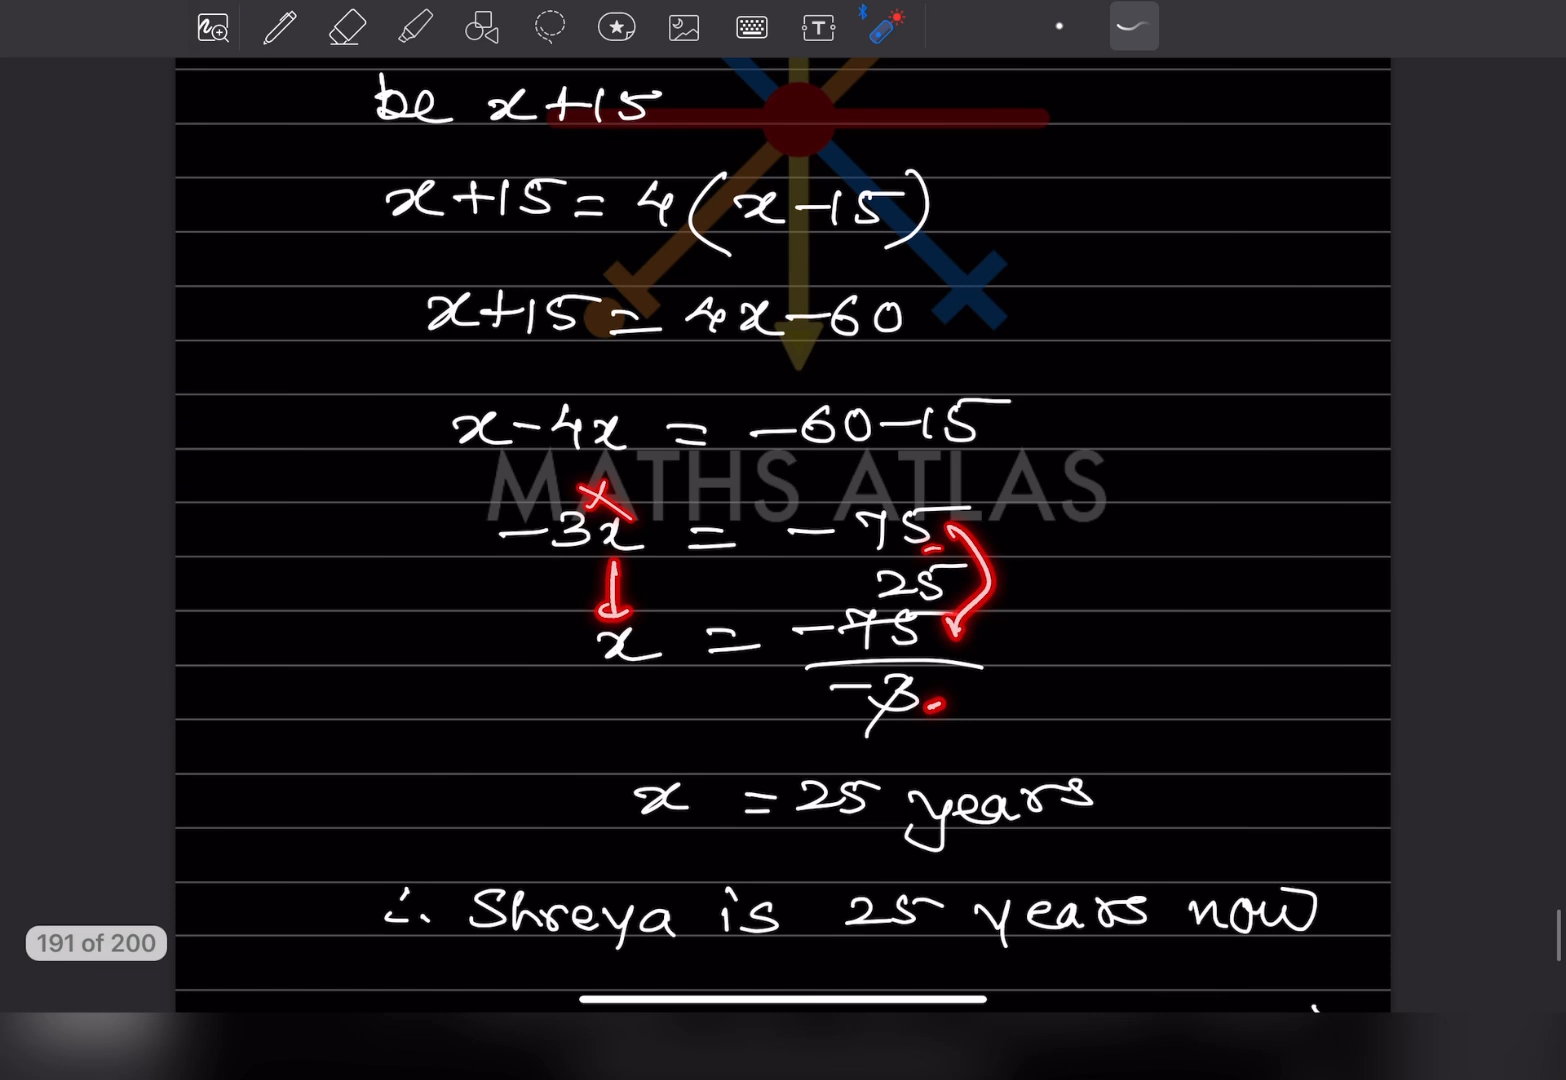 be x+15
x+15 = 4(x-15)
x+15 = 4x-60
x-4x = -60-15
MATHS ATLAS
-3x = -75
25
x = -75
-3
x = 25 years
∴ Shreya is 25 years now
191 of 200